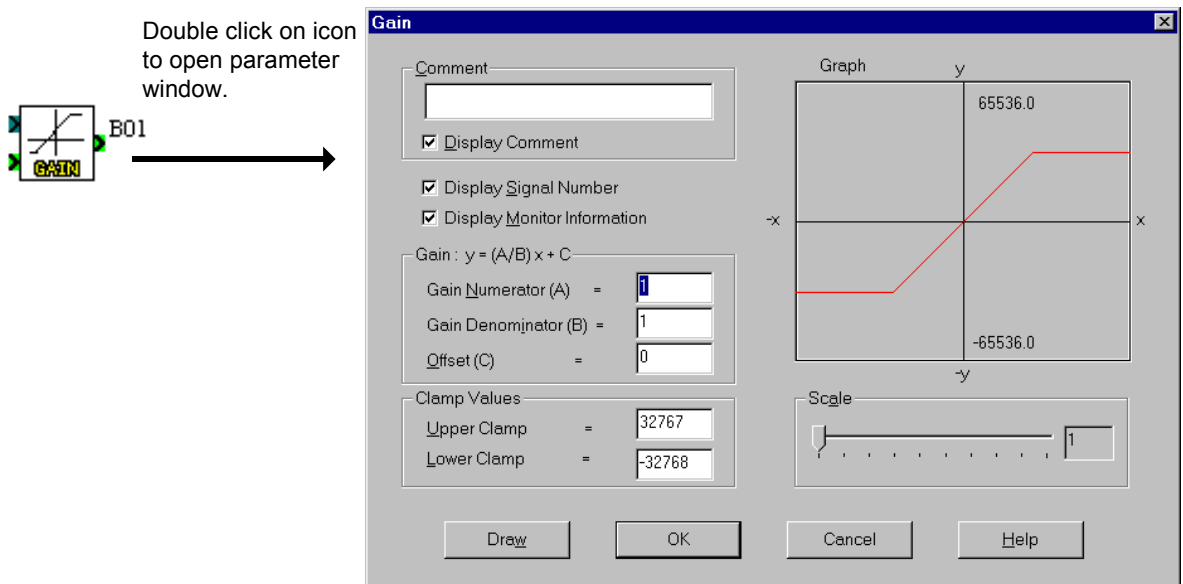 Double click on icon
to open parameter
window.
GAIN
B01
Gain
Comment
Display Comment
Display Signal Number
Display Monitor Information
Gain : y = (A/B) x + C
Gain Numerator (A) = 1
Gain Denominator (B) = 1
Offset (C) = 0
Clamp Values
Upper Clamp = 32767
Lower Clamp = -32768
Graph
y
65536.0
-x
x
-65536.0
-y
Scale
1
Draw
OK
Cancel
Help